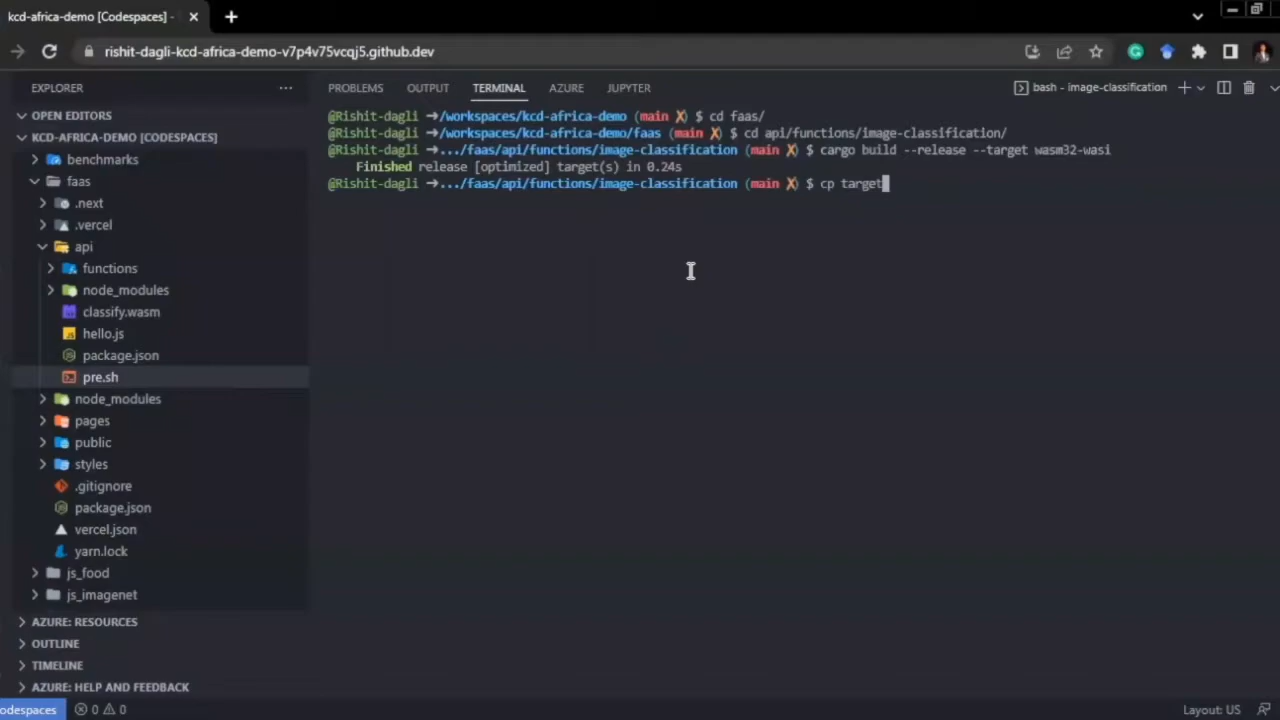 kcd-africa-demo [Codespaces] -
rishit-dagli-kcd-africa-demo-v7p4v75vcqj5.github.dev
EXPLORER
PROBLEMS OUTPUT TERMINAL AZURE JUPYTER
bash - image-classification
OPEN EDITORS
KCD-AFRICA-DEMO [CODESPACES]
benchmarks
faas
.next
.vercel
api
functions
node_modules
classify.wasm
hello.js
package.json
pre.sh
node_modules
pages
public
styles
.gitignore
package.json
vercel.json
yarn.lock
js_food
js_imagenet
AZURE: RESOURCES
OUTLINE
TIMELINE
AZURE: HELP AND FEEDBACK
@Rishit-dagli ➜/workspaces/kcd-africa-demo (main ✗) $ cd faas/
@Rishit-dagli ➜/workspaces/kcd-africa-demo/faas (main ✗) $ cd api/functions/image-classification/
@Rishit-dagli ➜.../faas/api/functions/image-classification (main ✗) $ cargo build --release --target wasm32-wasi
Finished release [optimized] target(s) in 0.24s
@Rishit-dagli ➜.../faas/api/functions/image-classification (main ✗) $ cp target
odespaces 0 0
Layout: US